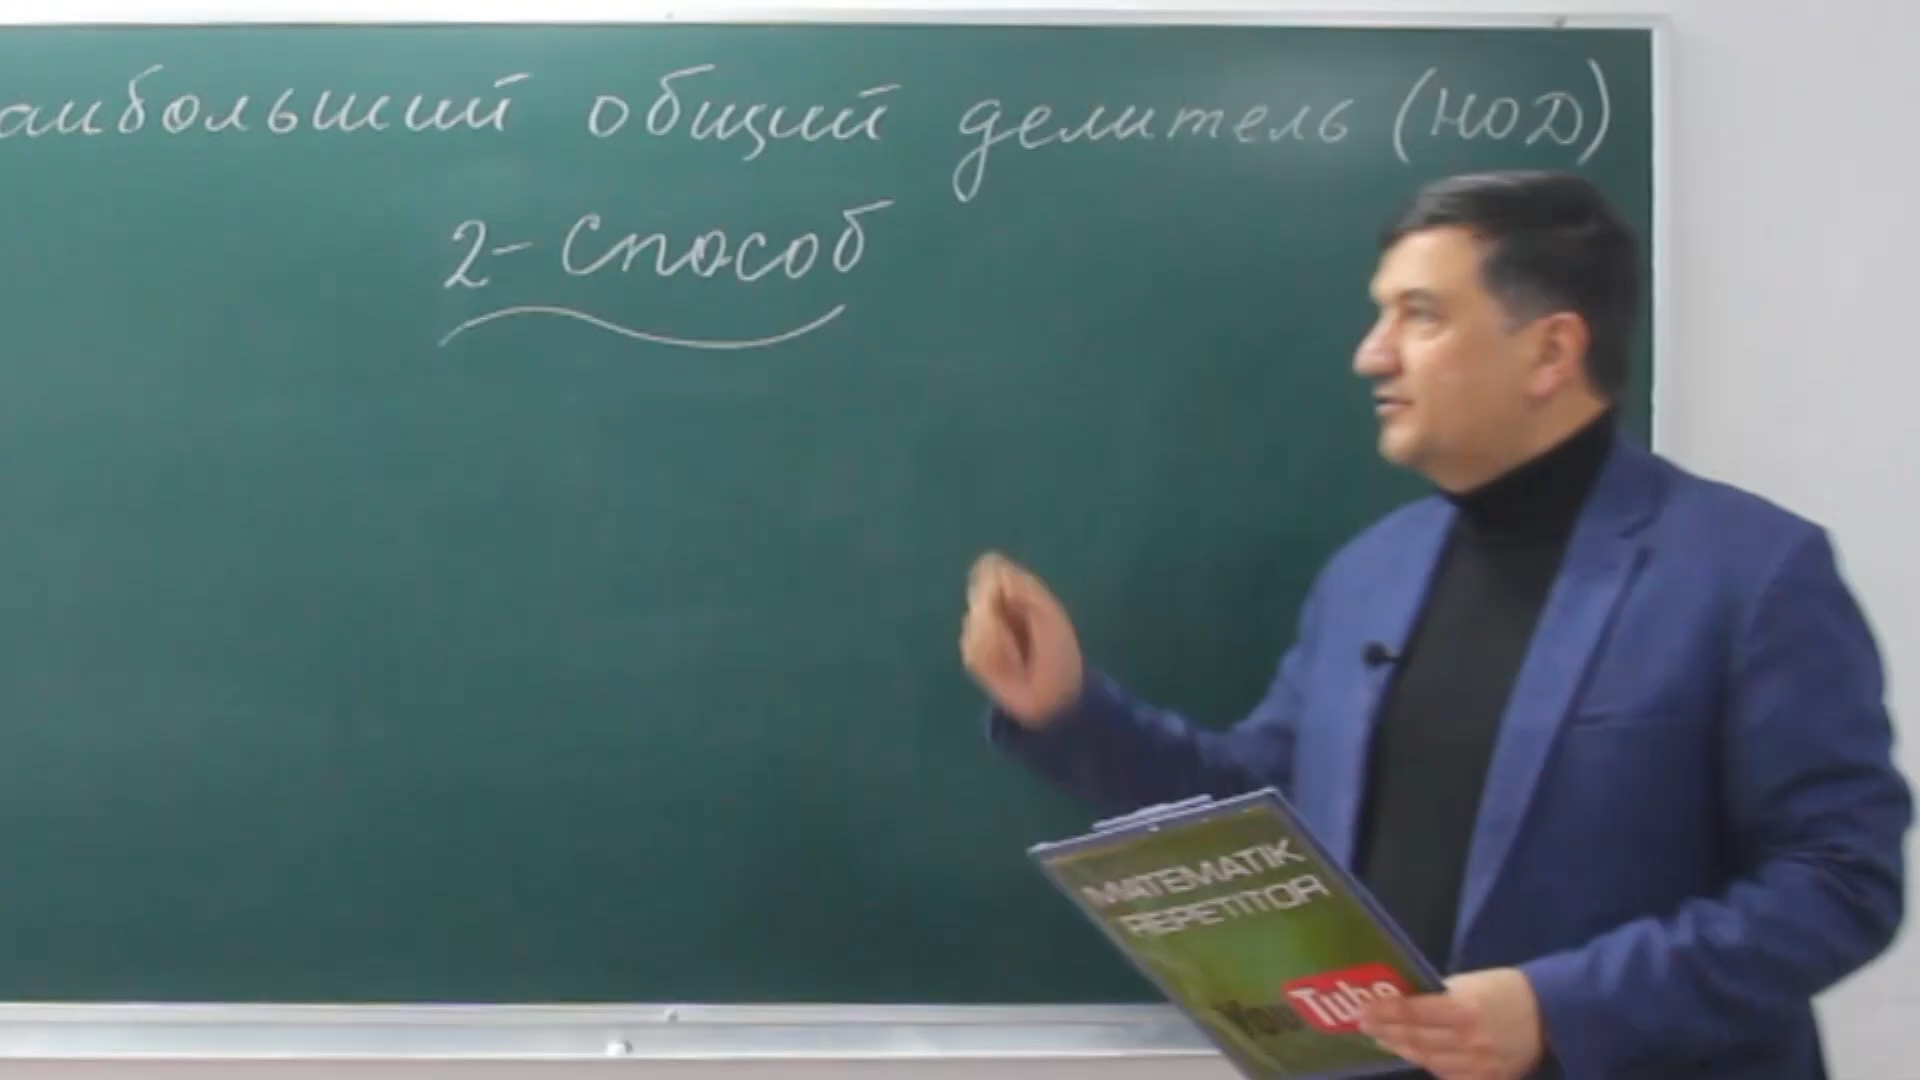 аибольший общий делитель (НОД)
2-Способ
MATEMATIK
REPETITOR
YouTube